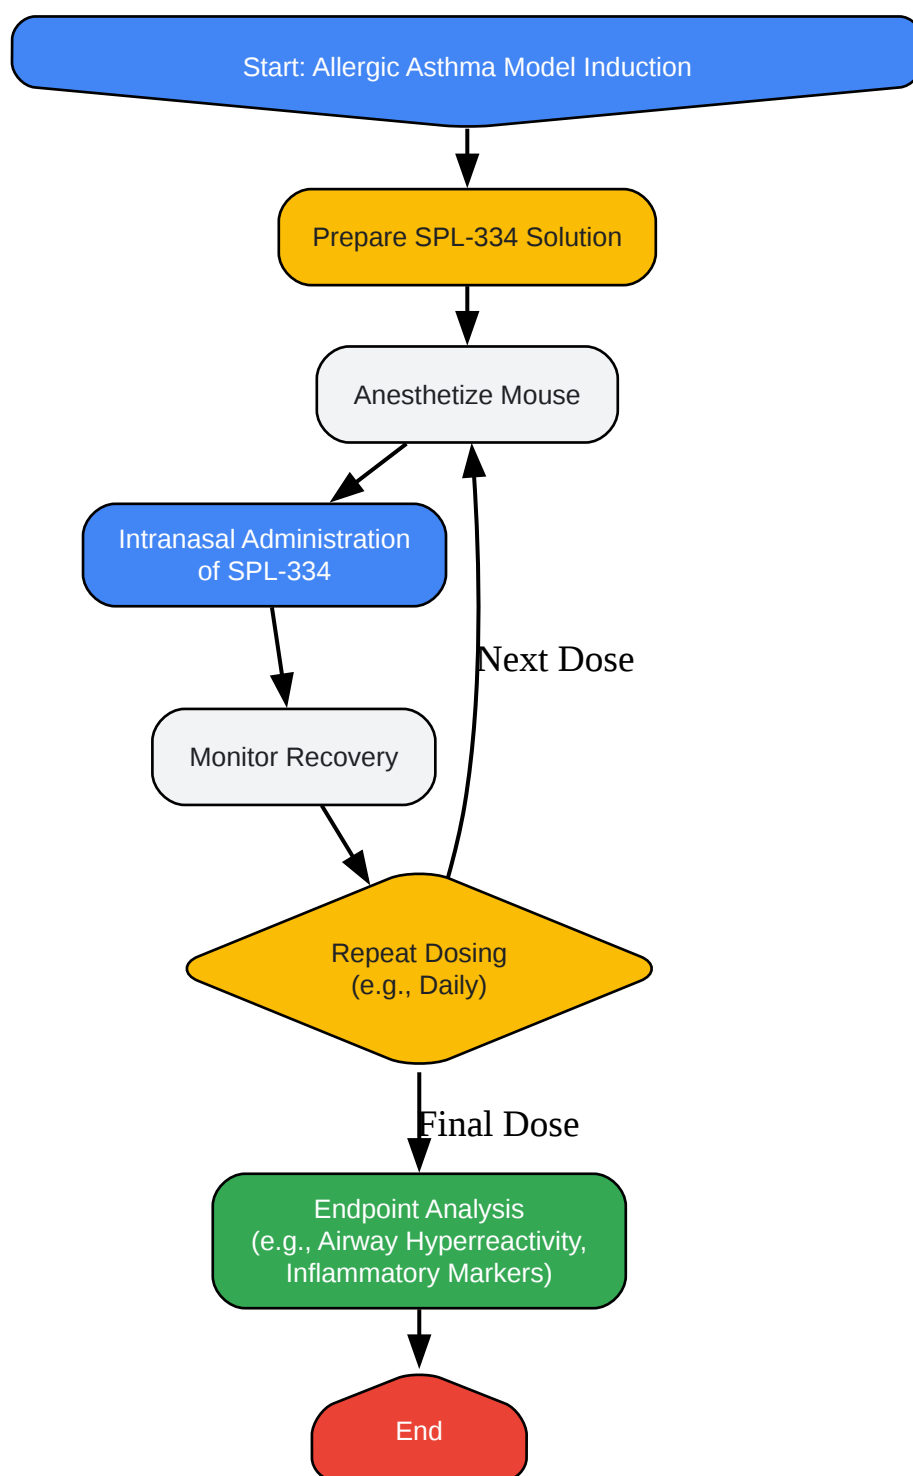 Start: Allergic Asthma Model Induction
Prepare SPL-334 Solution
Anesthetize Mouse
Intranasal Administration
of SPL-334
Next Dose
Monitor Recovery
Repeat Dosing
(e.g., Daily)
Final Dose
Endpoint Analysis
(e.g., Airway Hyperreactivity,
Inflammatory Markers)
End